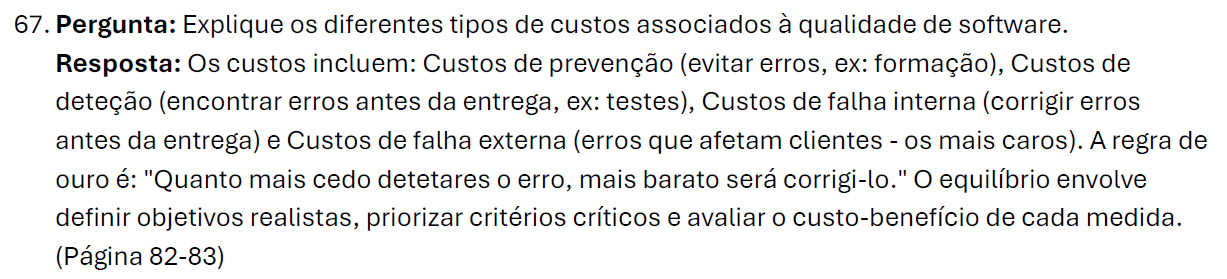 67. Pergunta: Explique os diferentes tipos de custos associados à qualidade de software.
Resposta: Os custos incluem: Custos de prevenção (evitar erros, ex: formação), Custos de
deteção (encontrar erros antes da entrega, ex: testes), Custos de falha interna (corrigir erros
antes da entrega) e Custos de falha externa (erros que afetam clientes - os mais caros). A regra de
ouro é: "Quanto mais cedo detetares o erro, mais barato será corrigi-lo." O equilíbrio envolve
definir objetivos realistas, priorizar critérios críticos e avaliar o custo-benefício de cada medida.
(Página 82-83)